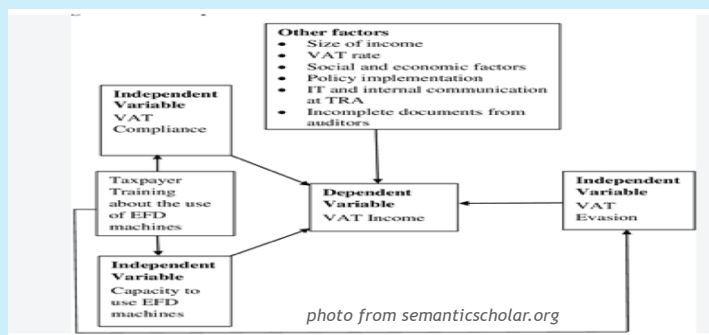 Other factors
• Size of income
• VAT rate
• Social and economic factors
• Policy implementation
• IT and internal communication
at TRA
• Incomplete documents from
auditors
Independent
Variable
VAT
Compliance
Taxpayer
Training
about the use
of EFD
machines
Dependent
Variable
VAT Income
Independent
Variable
VAT
Evasion
Independent
Variable
Capacity to
use EFD
machines
photo from semanticscholar.org